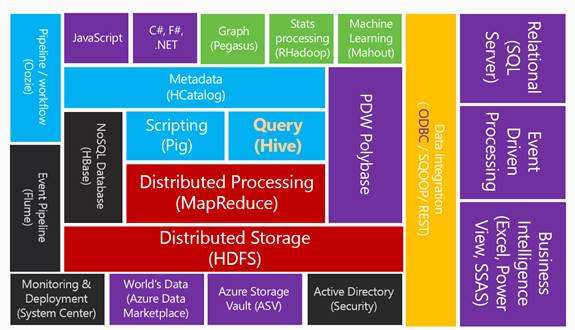 Pipeline / workflow
(Oozie)
JavaScript
C#, F#,
.NET
Graph
(Pegasus)
Stats
processing
(RHadoop)
Machine
Learning
(Mahout)
Metadata
(HCatalog)
NoSQL Database
(HBase)
Scripting
(Pig)
Query
(Hive)
PDW Polybase
Distributed Processing
(MapReduce)
Event Pipeline
(Flume)
Distributed Storage
(HDFS)
Monitoring &
Deployment
(System Center)
World's Data
(Azure Data
Marketplace)
Azure Storage
Vault (ASV)
Active Directory
(Security)
Data Integration
( ODBC / SQOOP/ REST)
Relational
(SQL
Server)
Event
Driven
Processing
Business
Intelligence
(Excel, Power
View, SSAS)